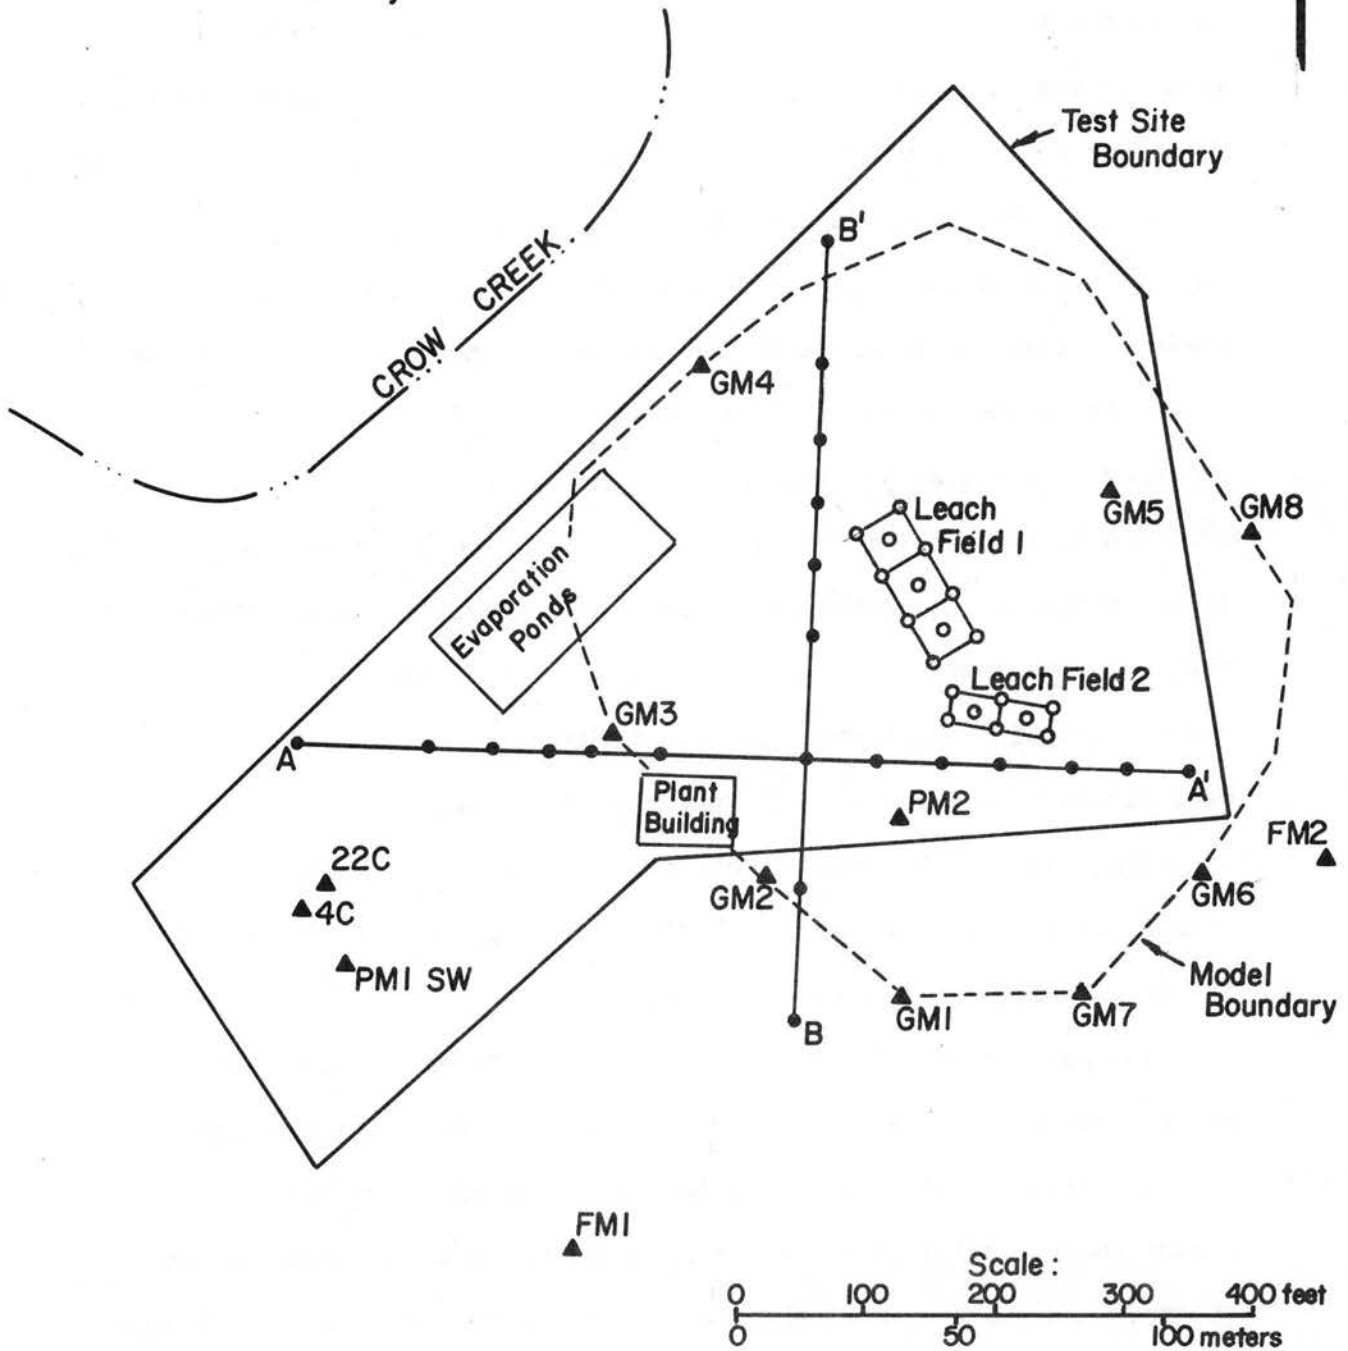 Test Site
Boundary
B'
CROW CREEK
GM4
GM5
GM8
Leach
Field 1
Evaporation
Ponds
Leach Field 2
GM3
A
A'
Plant
Building
PM2
FM2
22C
4C
GM2
GM6
PM1 SW
Model
Boundary
GM1
GM7
B
FM1
Scale :
0 100 200 300 400 feet
0 50 100 meters